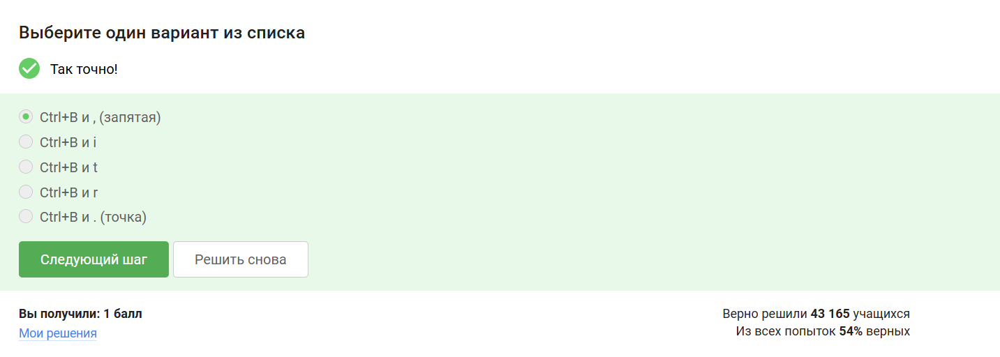 Выберите один вариант из списка
Так точно!
Ctrl+B и , (запятая)
Ctrl+B и i
Ctrl+B и t
Ctrl+B и r
Ctrl+B и . (точка)
Следующий шаг
Решить снова
Вы получили: 1 балл
Мои решения
Верно решили 43 165 учащихся
Из всех попыток 54% верных